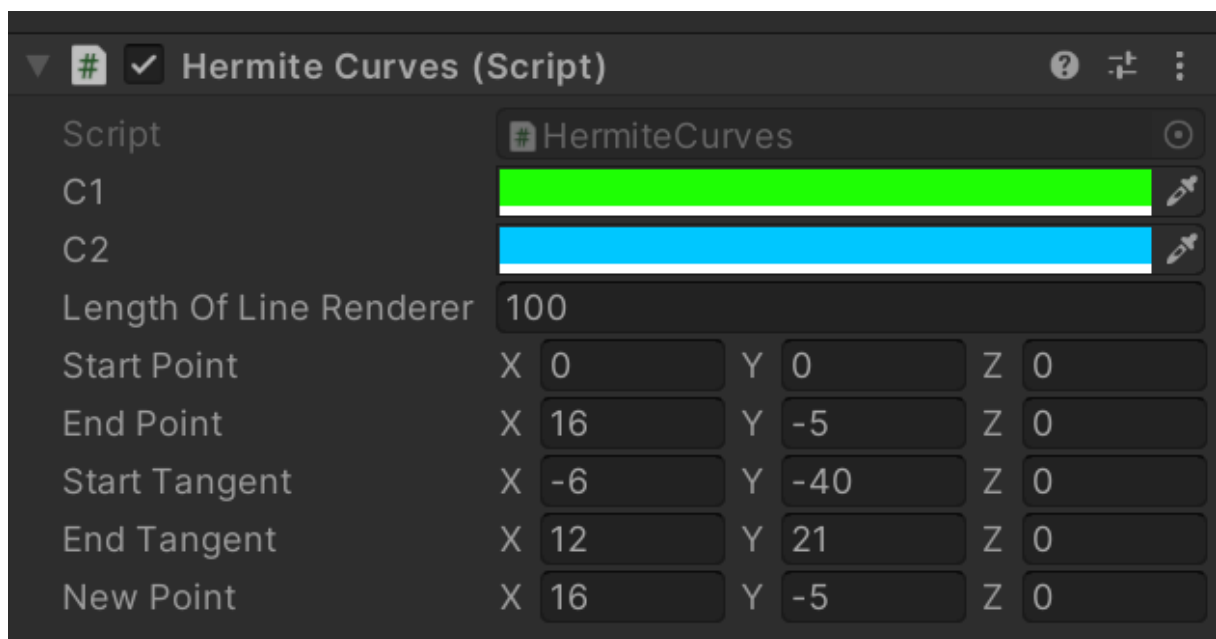 # Hermite Curves (Script) ?
Script # HermiteCurves
C1
C2
Length Of Line Renderer 100
Start Point X 0 Y 0 Z 0
End Point X 16 Y -5 Z 0
Start Tangent X -6 Y -40 Z 0
End Tangent X 12 Y 21 Z 0
New Point X 16 Y -5 Z 0